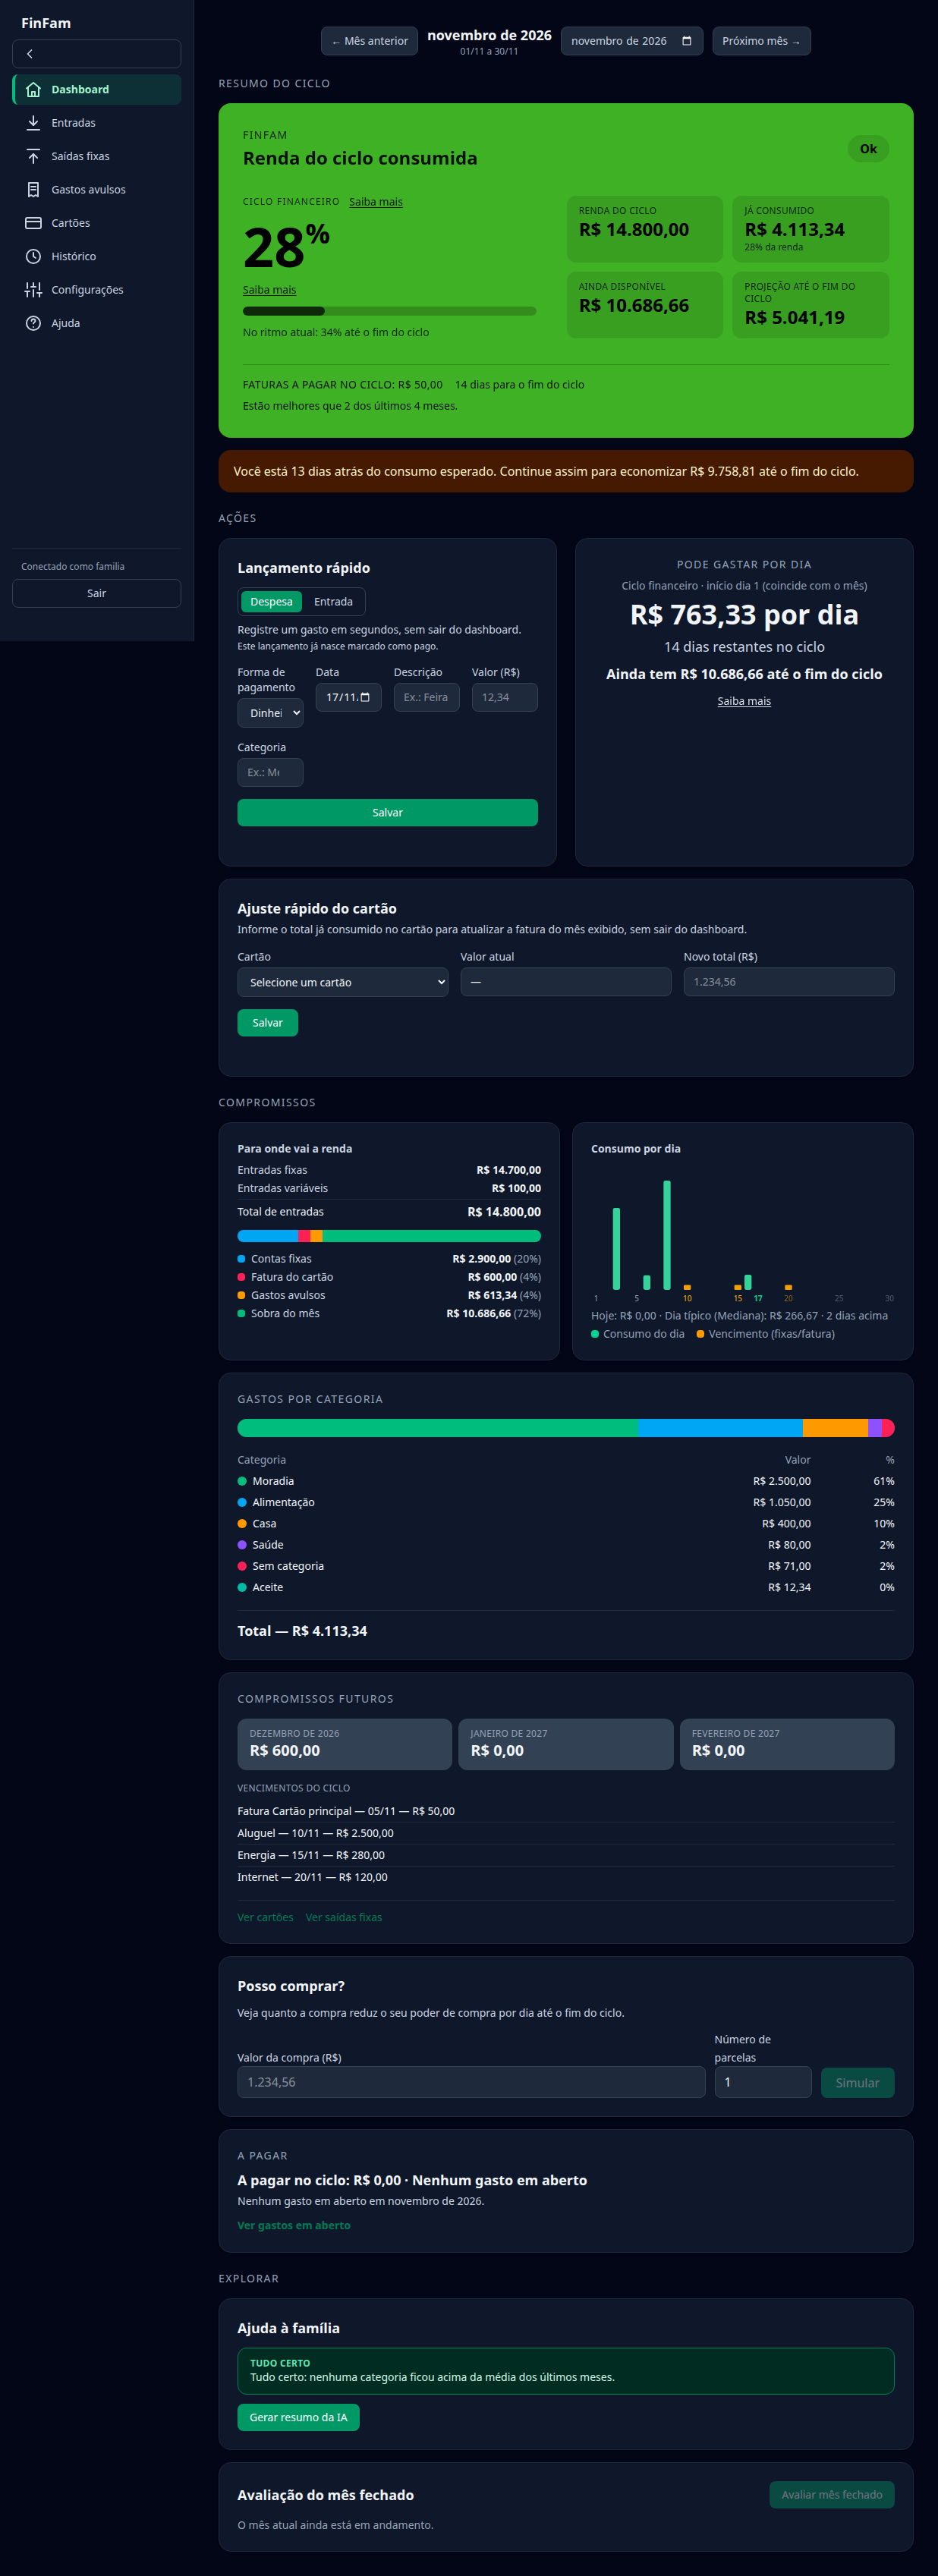 FinFam
Dashboard
Entradas
Saídas fixas
Gastos avulsos
Cartões
Histórico
Configurações
Ajuda
Conectado como familia
Sair
← Mês anterior
novembro de 2026
01/11 a 30/11
novembro de 2026
Próximo mês →
RESUMO DO CICLO
FINFAM
Renda do ciclo consumida
Ok
CICLO FINANCEIRO Saiba mais
28%
Saiba mais
No ritmo atual: 34% até o fim do ciclo
RENDA DO CICLO
R$ 14.800,00
JÁ CONSUMIDO
R$ 4.113,34
28% da renda
AINDA DISPONÍVEL
R$ 10.686,66
PROJEÇÃO ATÉ O FIM DO
CICLO
R$ 5.041,19
FATURAS A PAGAR NO CICLO: R$ 50,00 14 dias para o fim do ciclo
Estão melhores que 2 dos últimos 4 meses.
Você está 13 dias atrás do consumo esperado. Continue assim para economizar R$ 9.758,81 até o fim do ciclo.
AÇÕES
Lançamento rápido
Despesa Entrada
Registre um gasto em segundos, sem sair do dashboard.
Este lançamento já nasce marcado como pago.
Forma de
pagamento
Dinhei
Data
17/11
Descrição
Ex.: Feira
Valor (R$)
12,34
Categoria
Ex.: Me
Salvar
PODE GASTAR POR DIA
Ciclo financeiro · início dia 1 (coincide com o mês)
R$ 763,33 por dia
14 dias restantes no ciclo
Ainda tem R$ 10.686,66 até o fim do ciclo
Saiba mais
Ajuste rápido do cartão
Informe o total já consumido no cartão para atualizar a fatura do mês exibido, sem sair do dashboard.
Cartão
Selecione um cartão
Valor atual
—
Novo total (R$)
1.234,56
Salvar
COMPROMISSOS
Para onde vai a renda
Entradas fixas R$ 14.700,00
Entradas variáveis R$ 100,00
Total de entradas R$ 14.800,00
Contas fixas R$ 2.900,00 (20%)
Fatura do cartão R$ 600,00 (4%)
Gastos avulsos R$ 613,34 (4%)
Sobra do mês R$ 10.686,66 (72%)
Consumo por dia
1 5 10 15 17 20 25 30
Hoje: R$ 0,00 · Dia típico (Mediana): R$ 266,67 · 2 dias acima
Consumo do dia Vencimento (fixas/fatura)
GASTOS POR CATEGORIA
Categoria Valor %
Moradia R$ 2.500,00 61%
Alimentação R$ 1.050,00 25%
Casa R$ 400,00 10%
Saúde R$ 80,00 2%
Sem categoria R$ 71,00 2%
Aceite R$ 12,34 0%
Total — R$ 4.113,34
COMPROMISSOS FUTUROS
DEZEMBRO DE 2026
R$ 600,00
JANEIRO DE 2027
R$ 0,00
FEVEREIRO DE 2027
R$ 0,00
VENCIMENTOS DO CICLO
Fatura Cartão principal — 05/11 — R$ 50,00
Aluguel — 10/11 — R$ 2.500,00
Energia — 15/11 — R$ 280,00
Internet — 20/11 — R$ 120,00
Ver cartões Ver saídas fixas
Posso comprar?
Veja quanto a compra reduz o seu poder de compra por dia até o fim do ciclo.
Valor da compra (R$)
1.234,56
Número de
parcelas
1
Simular
A PAGAR
A pagar no ciclo: R$ 0,00 · Nenhum gasto em aberto
Nenhum gasto em aberto em novembro de 2026.
Ver gastos em aberto
EXPLORAR
Ajuda à família
TUDO CERTO
Tudo certo: nenhuma categoria ficou acima da média dos últimos meses.
Gerar resumo da IA
Avaliação do mês fechado
Avaliar mês fechado
O mês atual ainda está em andamento.